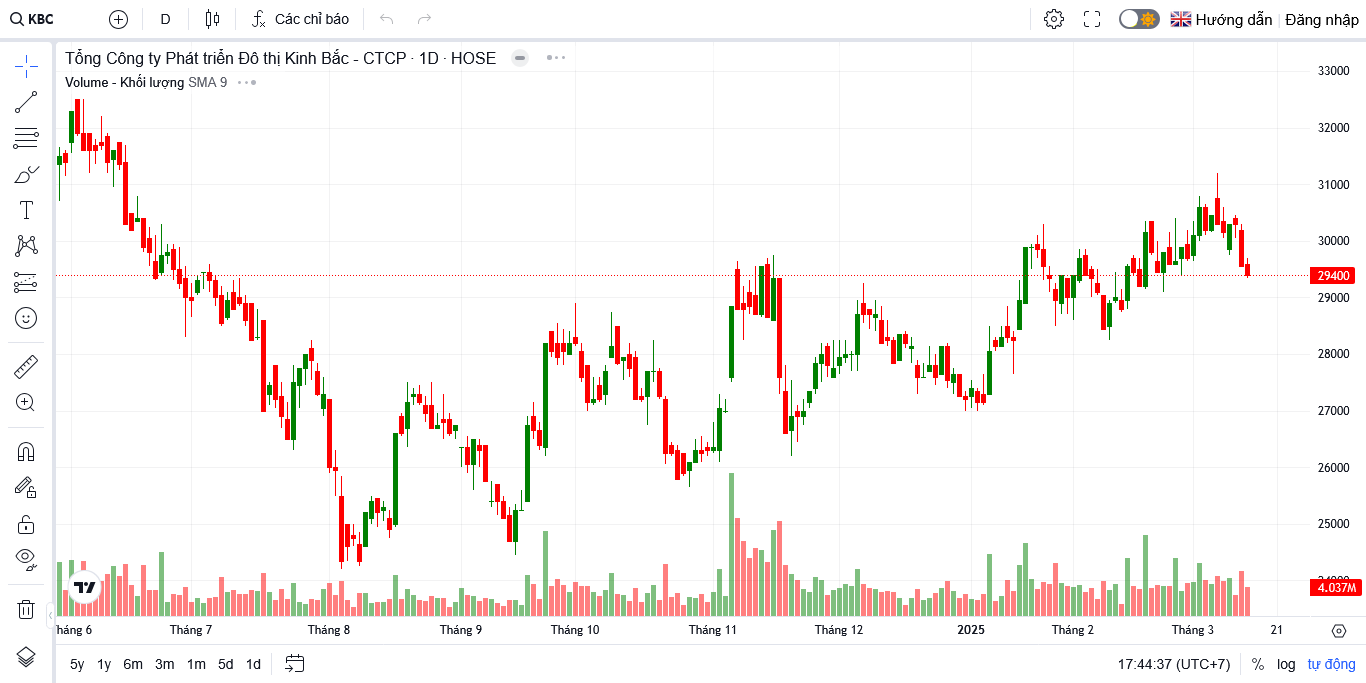 KBC D Các chỉ báo Hướng dẫn Đăng nhập
Tổng Công ty Phát triển Đô thị Kinh Bắc - CTCP · 1D · HOSE
Volume - Khối lượng SMA 9
33000
32000
31000
30000
29400
29000
28000
27000
26000
25000
4.037M
háng 6 Tháng 7 Tháng 8 Tháng 9 Tháng 10 Tháng 11 Tháng 12 2025 Tháng 2 Tháng 3 21
5y 1y 6m 3m 1m 5d 1d 17:44:37 (UTC+7) % log tự động